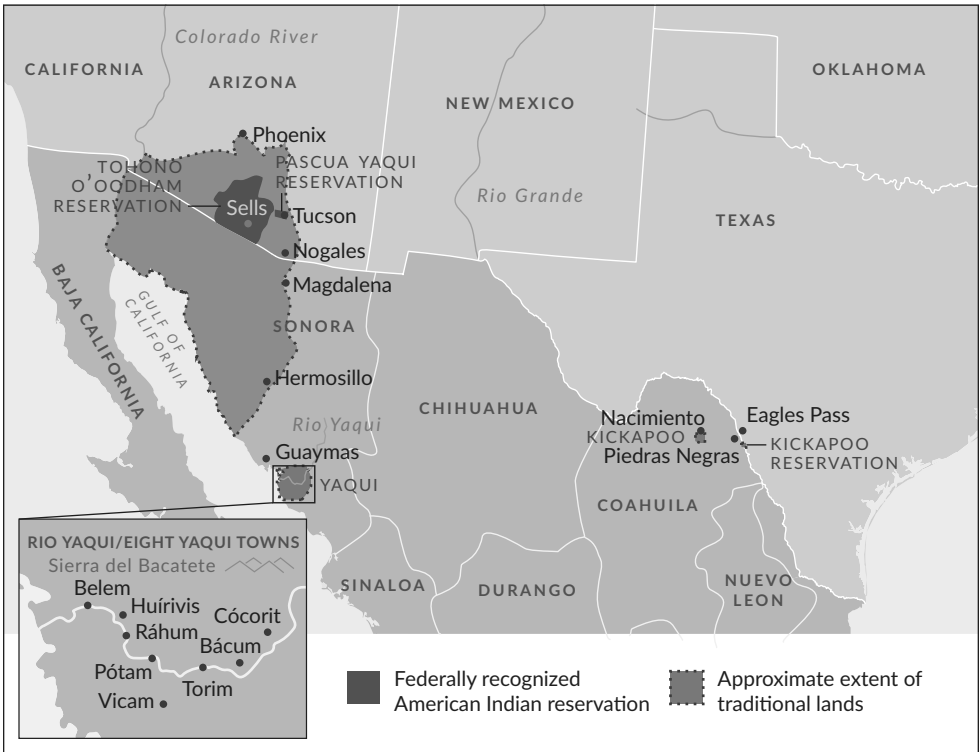 Colorado River
CALIFORNIA
ARIZONA
OKLAHOMA
NEW MEXICO
Phoenix
TOHONO
O’OQDHAM
RESERVATION
PASCUA YAQUI
RESERVATION
Sells
Tucson
Rio Grande
TEXAS
Nogales
Magdalena
BAJA CALIFORNIA
GULF OF
CALIFORNIA
SONORA
Hermosillo
CHIHUAHUA
Rio Yaqui
Nacimiento
KICKAPOO
Piedras Negras
Eagles Pass
KICKAPOO
RESERVATION
Guaymas
YAQUI
COAHUILA
SINALOA
DURANGO
NUEVO
LEON
RIO YAQUI/EIGHT YAQUI TOWNS
Sierra del Bacatete
Belem
Huírivis
Ráhum
Cócorit
Bácum
Pótam
Torim
Vicam
Federally recognized
American Indian reservation
Approximate extent of
traditional lands